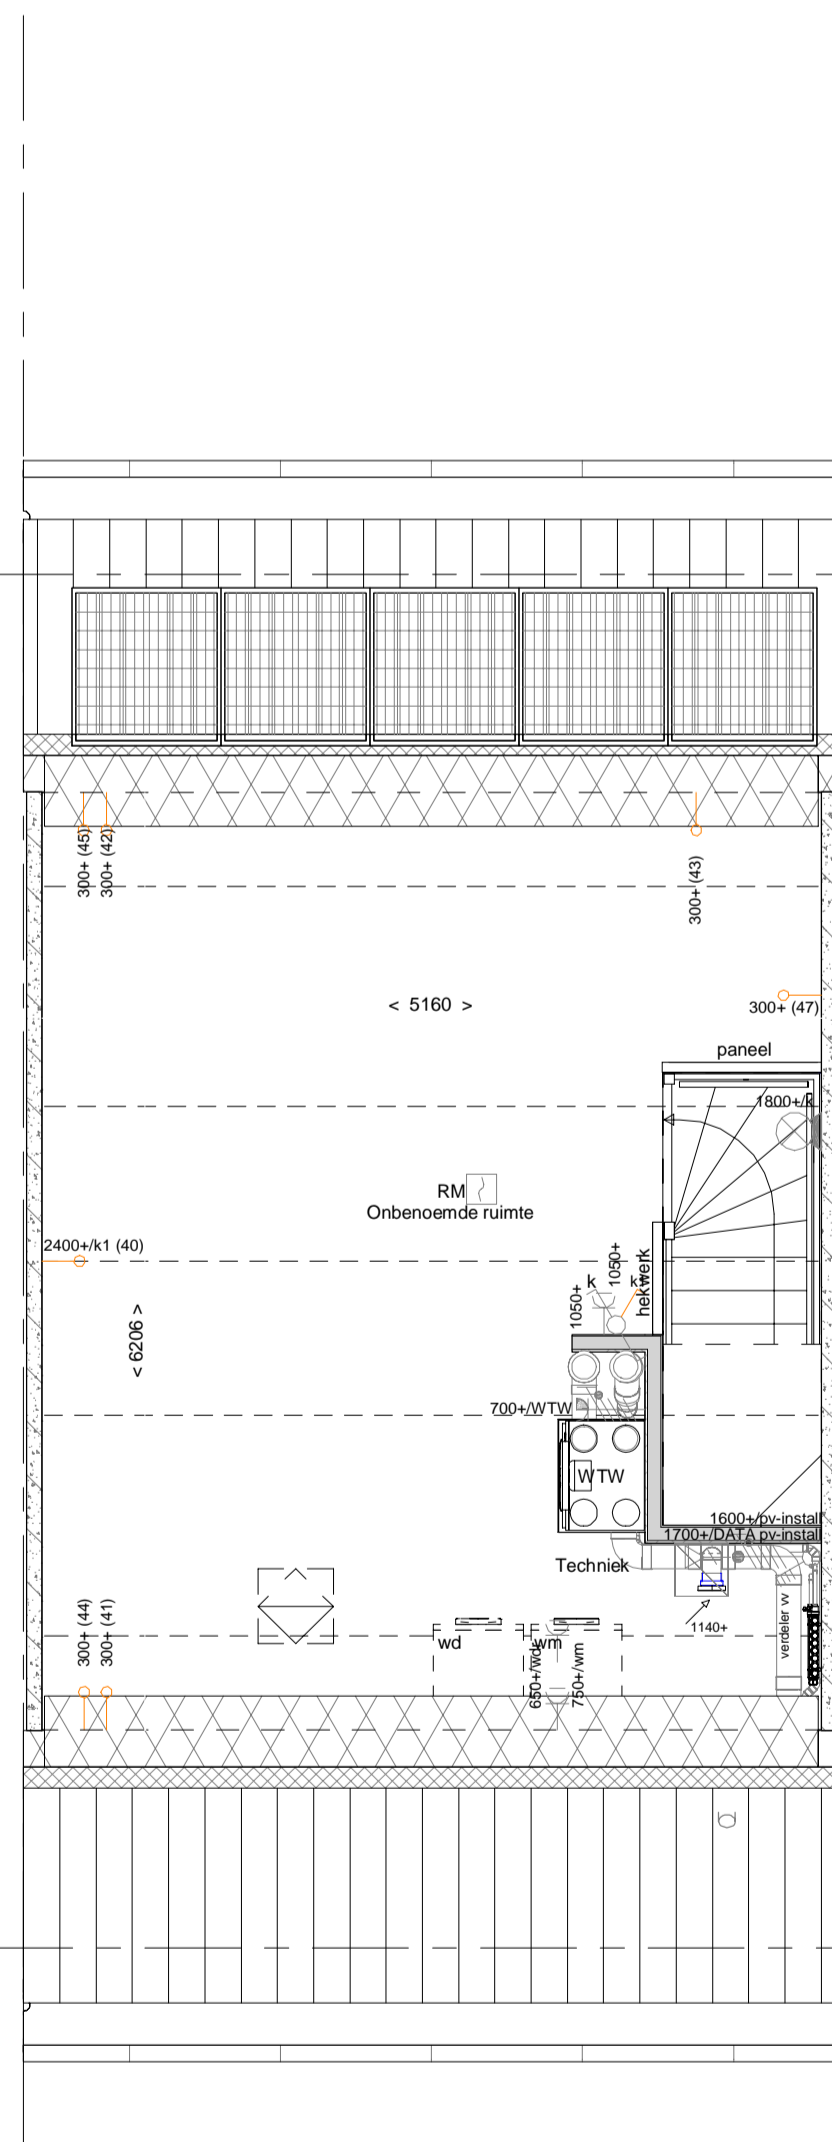 300+ (45)
300+ (42)
300+ (43)
< 5160 >
300+ (47)
paneel
1800+/k
RM
Onbenoemde ruimte
2400+/k1 (40)
1050+
k
1050+
hekwerk
< 6206 >
700+/WTW
WTW
1600+/pv-install
1700+/DATA pv-install
Techniek
1140+
verdeler vv
300+ (44)
300+ (41)
wd
wm
650+/wd
750+/wm